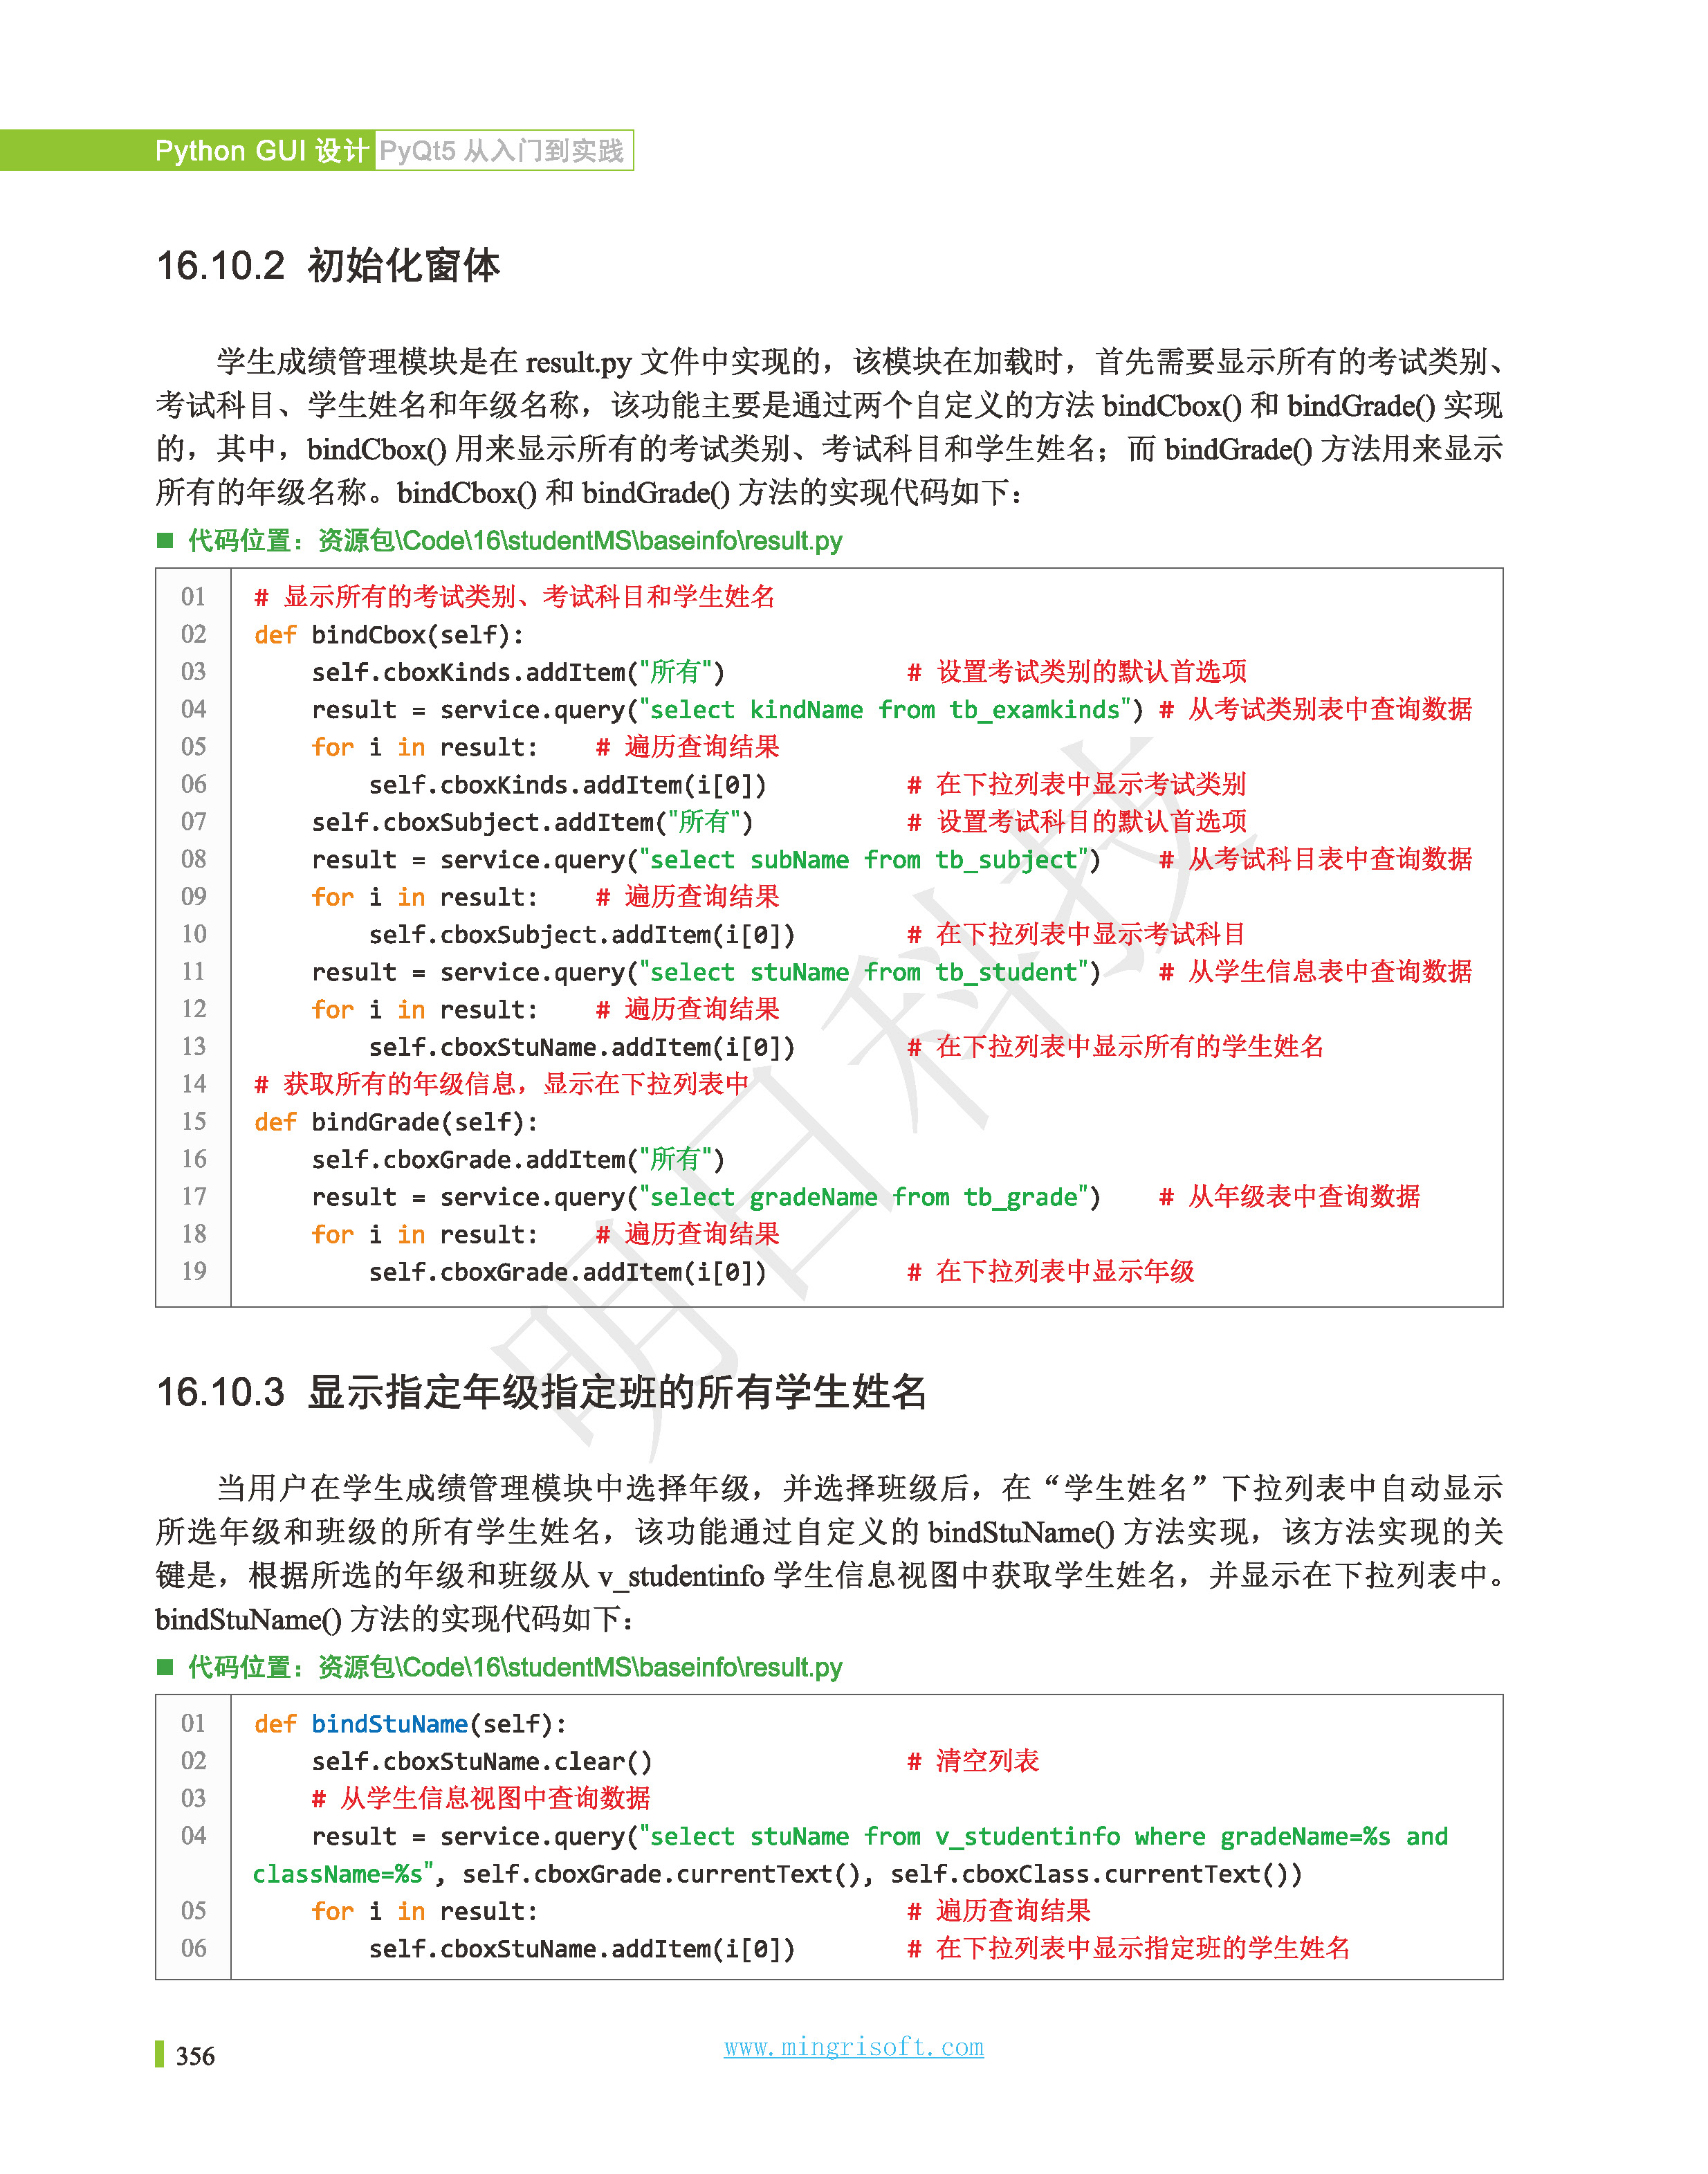 Python GUI 设计 PyQt5 从入门到实践
16.10.2 初始化窗体
学生成绩管理模块是在 result.py 文件中实现的，该模块在加载时，首先需要显示所有的考试类别、
考试科目、学生姓名和年级名称，该功能主要是通过两个自定义的方法 bindCbox() 和 bindGrade() 实现
的，其中，bindCbox() 用来显示所有的考试类别、考试科目和学生姓名；而 bindGrade() 方法用来显示
所有的年级名称。bindCbox() 和 bindGrade() 方法的实现代码如下：
■ 代码位置：资源包\Code\16\studentMS\baseinfo\result.py
01 # 显示所有的考试类别、考试科目和学生姓名
02 def bindCbox(self):
03     self.cboxKinds.addItem("所有") # 设置考试类别的默认首选项
04     result = service.query("select kindName from tb_examkinds") # 从考试类别表中查询数据
05     for i in result: # 遍历查询结果
06         self.cboxKinds.addItem(i[0]) # 在下拉列表中显示考试类别
07     self.cboxSubject.addItem("所有") # 设置考试科目的默认首选项
08     result = service.query("select subName from tb_subject") # 从考试科目表中查询数据
09     for i in result: # 遍历查询结果
10         self.cboxSubject.addItem(i[0]) # 在下拉列表中显示考试科目
11     result = service.query("select stuName from tb_student") # 从学生信息表中查询数据
12     for i in result: # 遍历查询结果
13         self.cboxStuName.addItem(i[0]) # 在下拉列表中显示所有的学生姓名
14 # 获取所有的年级信息，显示在下拉列表中
15 def bindGrade(self):
16     self.cboxGrade.addItem("所有")
17     result = service.query("select gradeName from tb_grade") # 从年级表中查询数据
18     for i in result: # 遍历查询结果
19         self.cboxGrade.addItem(i[0]) # 在下拉列表中显示年级
明日科技
16.10.3 显示指定年级指定班的所有学生姓名
当用户在学生成绩管理模块中选择年级，并选择班级后，在“学生姓名”下拉列表中自动显示
所选年级和班级的所有学生姓名，该功能通过自定义的 bindStuName() 方法实现，该方法实现的关
键是，根据所选的年级和班级从 v_studentinfo 学生信息视图中获取学生姓名，并显示在下拉列表中。
bindStuName() 方法的实现代码如下：
■ 代码位置：资源包\Code\16\studentMS\baseinfo\result.py
01 def bindStuName(self):
02     self.cboxStuName.clear() # 清空列表
03     # 从学生信息视图中查询数据
04     result = service.query("select stuName from v_studentinfo where gradeName=%s and
className=%s", self.cboxGrade.currentText(), self.cboxClass.currentText())
05     for i in result: # 遍历查询结果
06         self.cboxStuName.addItem(i[0]) # 在下拉列表中显示指定班的学生姓名
356
www.mingrisoft.com